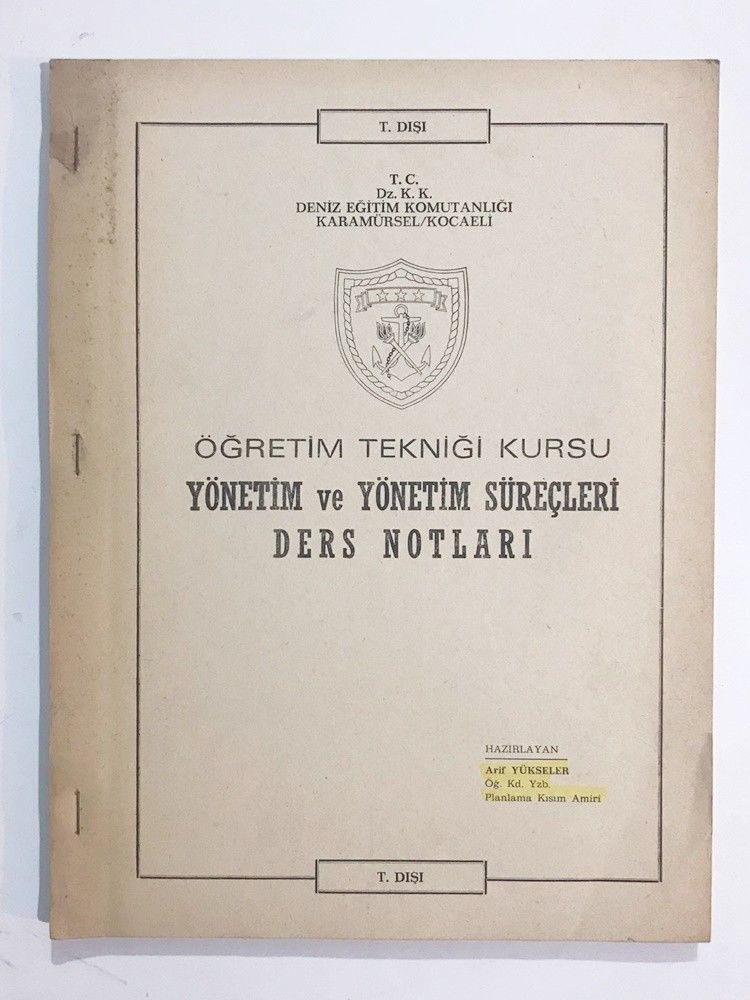 T. DIŞI
T. C.
Dz. K. K.
DENİZ EĞİTİM KOMUTANLIĞI
KARAMÜRSEL/KOCAELİ
ÖĞRETİM TEKNİĞİ KURSU
YÖNETİM ve YÖNETİM SÜREÇLERİ
DERS NOTLARI
HAZIRLAYAN
Arif YÜKSELER
Öğ. Kd. Yzb.
Planlama Kısım Amiri
T. DIŞI